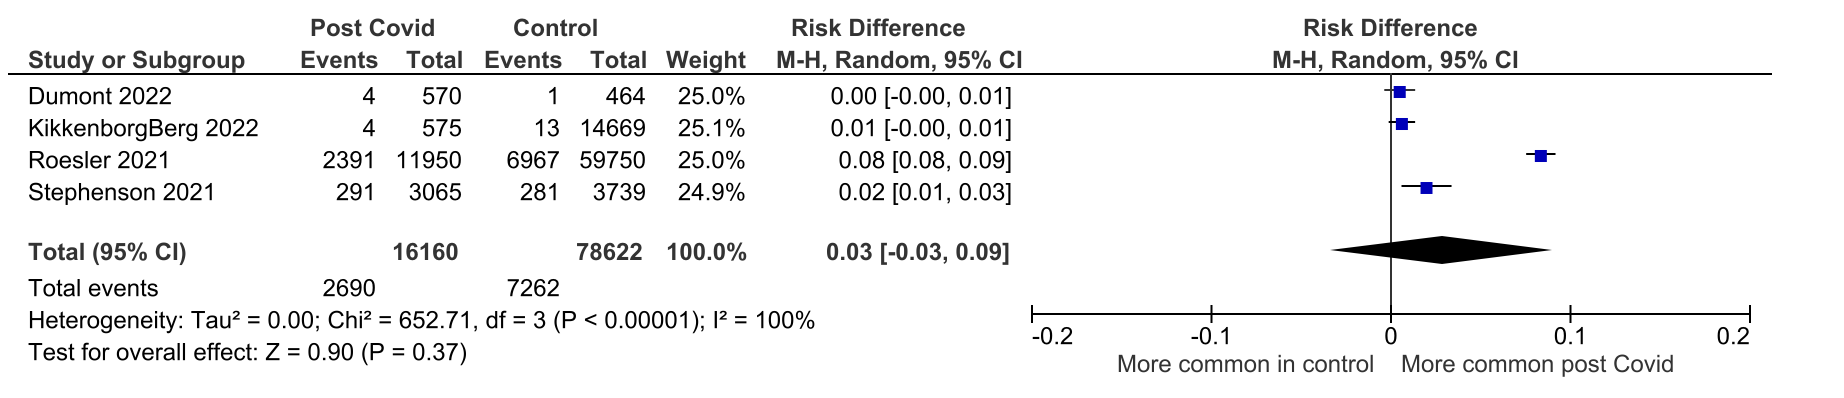 Post Covid Control Risk Difference Risk Difference
Study or Subgroup Events Total Events Total Weight M-H, Random, 95% CI M-H, Random, 95% CI
Dumont 2022 4 570 1 464 25.0% 0.00 [-0.00, 0.01]
KikkenborgBerg 2022 4 575 13 14669 25.1% 0.01 [-0.00, 0.01]
Roesler 2021 2391 11950 6967 59750 25.0% 0.08 [0.08, 0.09]
Stephenson 2021 291 3065 281 3739 24.9% 0.02 [0.01, 0.03]
Total (95% CI) 16160 78622 100.0% 0.03 [-0.03, 0.09]
Total events 2690 7262
Heterogeneity: Tau² = 0.00; Chi² = 652.71, df = 3 (P < 0.00001); I² = 100%
Test for overall effect: Z = 0.90 (P = 0.37)
-0.2 -0.1 0 0.1 0.2
More common in control More common post Covid